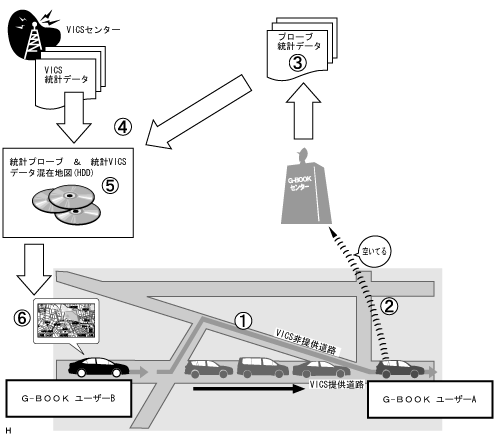 VICSセンター
VICS
統計データ
プローブ
統計データ
③
④
統計プローブ ＆ 統計VICS
データ混在地図(HDD)
⑤
G-BOOK
センター
空いてる
②
①
⑥
VICS非提供道路
VICS提供道路
G-BOOK ユーザーB
G-BOOK ユーザーA
H